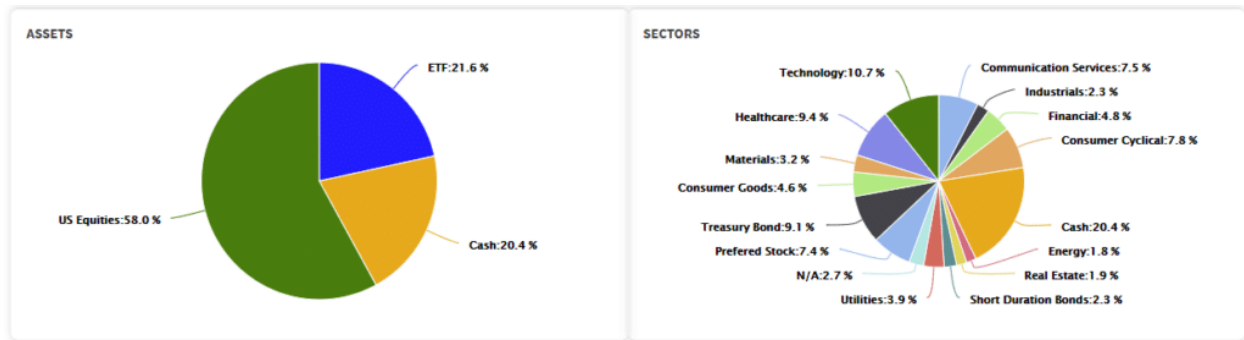 ASSETS
ETF:21.6 %
US Equities:58.0 %
Cash:20.4 %
SECTORS
Technology:10.7 %
Communication Services:7.5 %
Industrials:2.3 %
Healthcare:9.4 %
Financial:4.8 %
Consumer Cyclical:7.8 %
Materials:3.2 %
Consumer Goods:4.6 %
Treasury Bond:9.1 %
Cash:20.4 %
Prefered Stock:7.4 %
Energy:1.8 %
N/A:2.7 %
Real Estate:1.9 %
Utilities:3.9 %
Short Duration Bonds:2.3 %